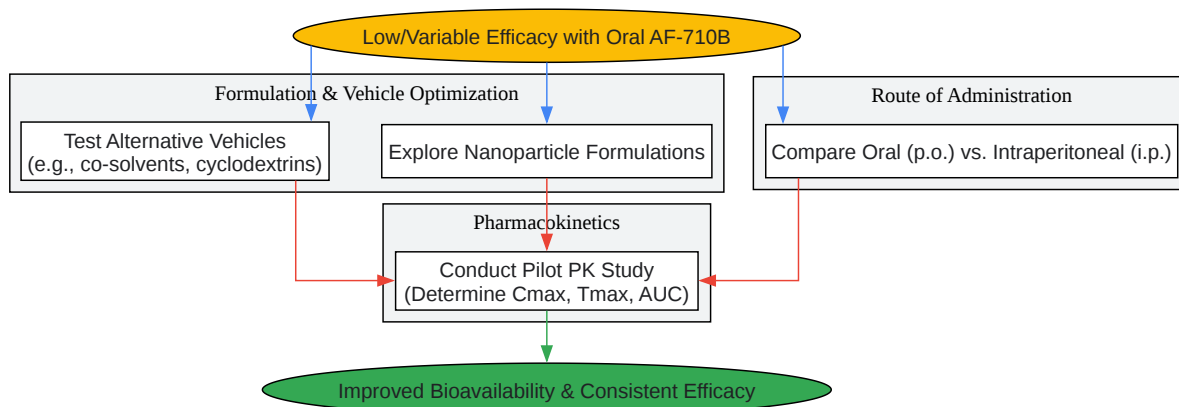 Low/Variable Efficacy with Oral AF-710B
Formulation & Vehicle Optimization
Route of Administration
Test Alternative Vehicles
(e.g., co-solvents, cyclodextrins)
Explore Nanoparticle Formulations
Compare Oral (p.o.) vs. Intraperitoneal (i.p.)
Pharmacokinetics
Conduct Pilot PK Study
(Determine Cmax, Tmax, AUC)
Improved Bioavailability & Consistent Efficacy